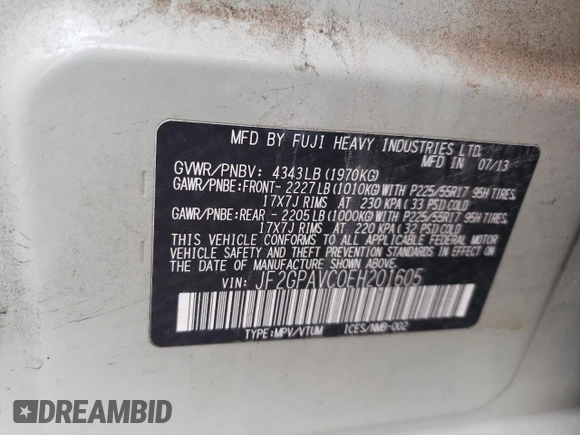 MFD BY FUJI HEAVY INDUSTRIES LTD.
MFD IN 07/13
GVWR/PNBV: 4343LB (1970KG)
GAWR/PNBE:FRONT- 2227LB (1010KG) WITH P225/55R17 95H TIRES,
17X7J RIMS AT 230 KPA (33 PSI) COLD
GAWR/PNBE:REAR - 2205LB (1000KG) WITH P225/55R17 95H TIRES,
17X7J RIMS AT 220 KPA (32 PSI) COLD
THIS VEHICLE CONFORMS TO ALL APPLICABLE FEDERAL MOTOR
VEHICLE SAFETY STANDARDS IN EFFECT ON THE
DATE OF MANUFACTURE SHOWN ABOVE.
VIN: JF2GPAVC0EH201605
TYPE:MPV/VTUM ICES/NMB-002
DREAMBID